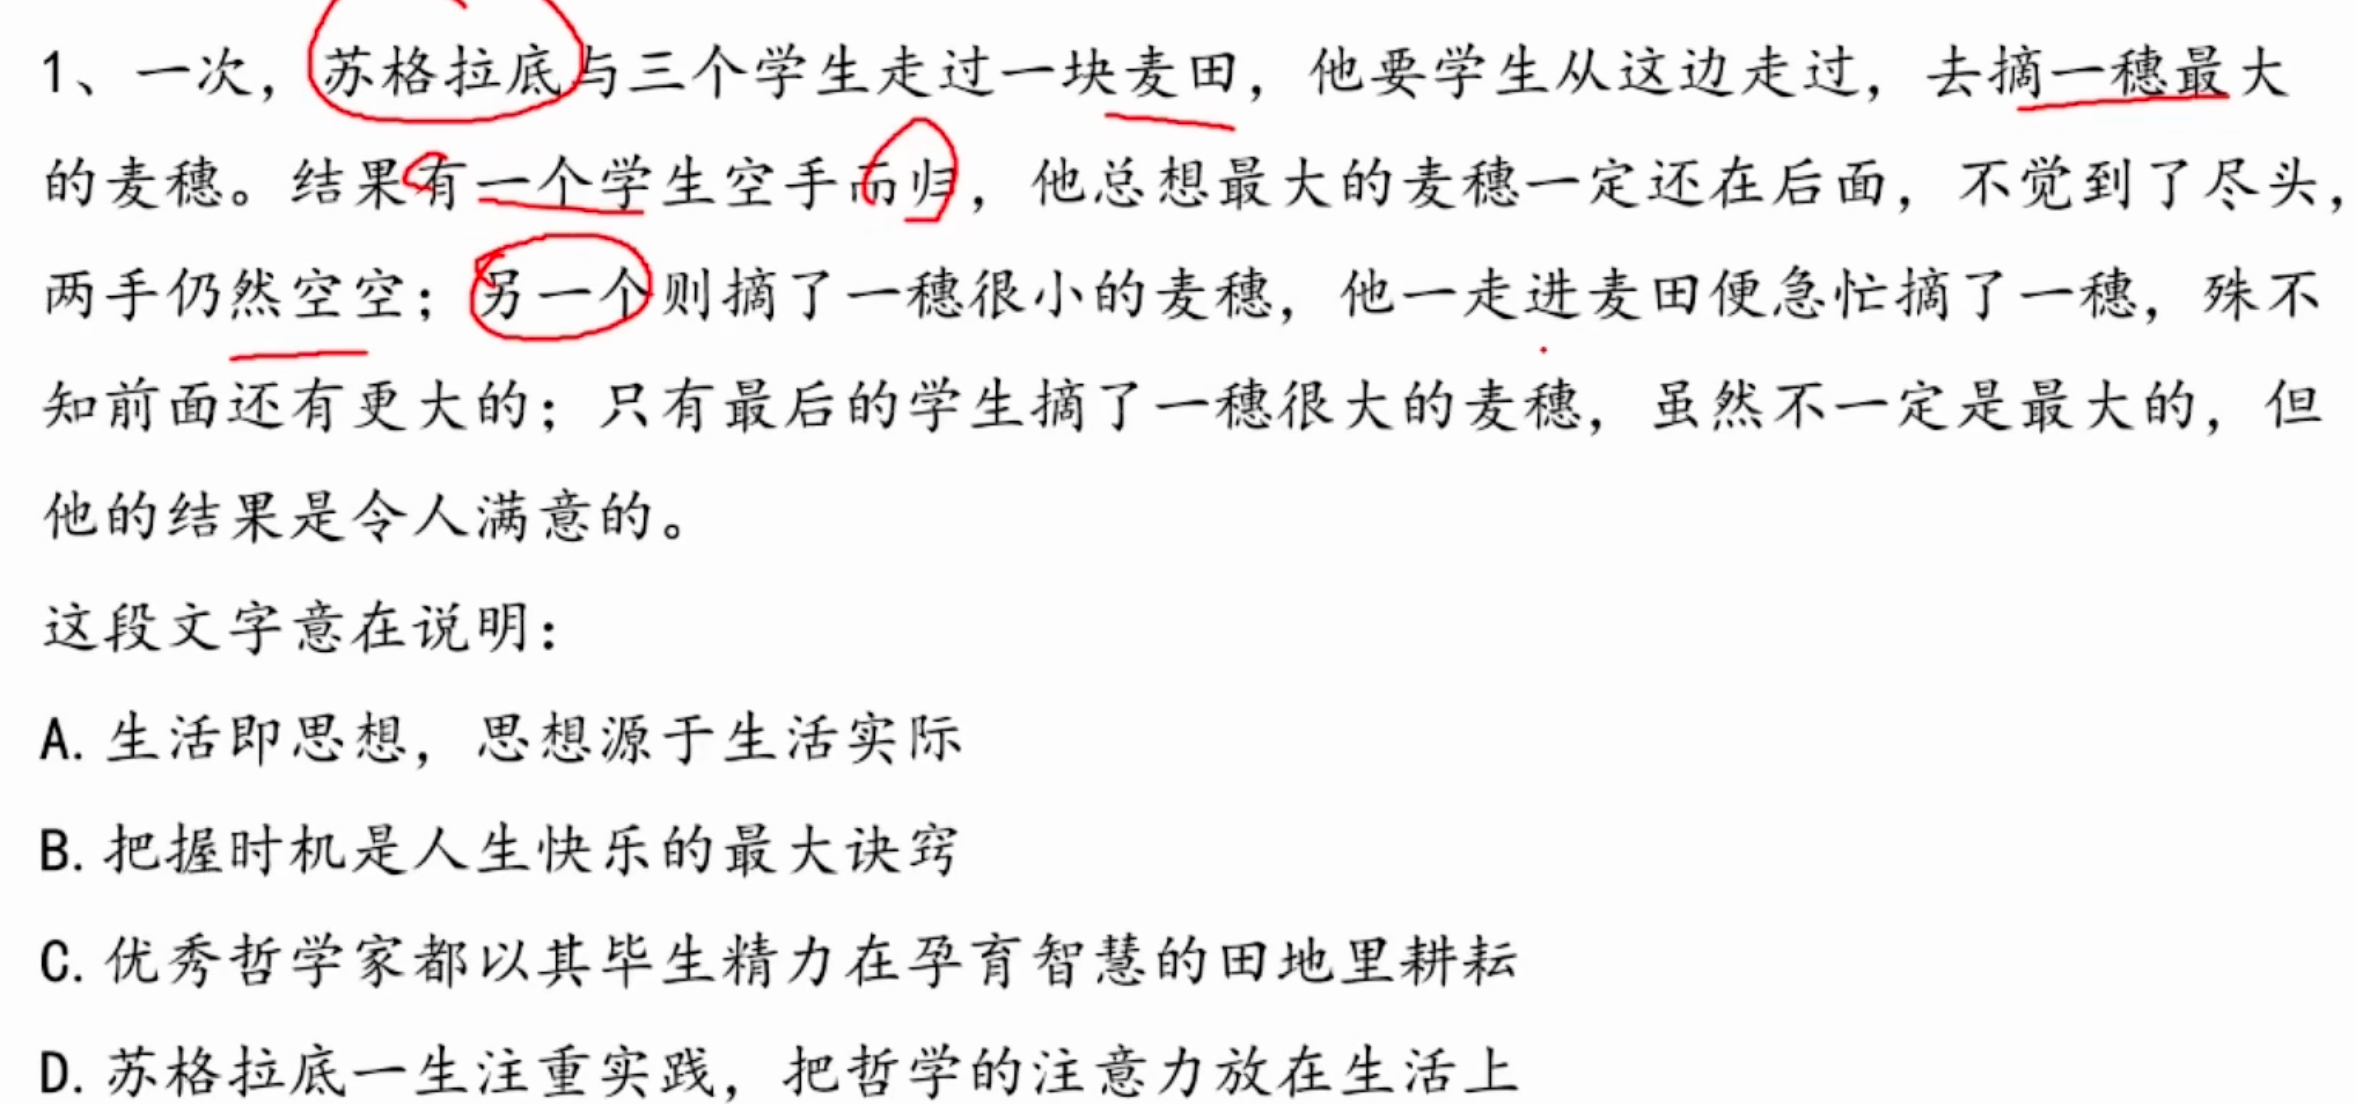 1、一次，苏格拉底与三个学生走过一块麦田，他要学生从这边走过，去摘一穗最大
的麦穗。结果有一个学生空手而归，他总想最大的麦穗一定还在后面，不觉到了尽头，
两手仍然空空；另一个则摘了一穗很小的麦穗，他一走进麦田便急忙摘了一穗，殊不
知前面还有更大的；只有最后的学生摘了一穗很大的麦穗，虽然不一定是最大的，但
他的结果是令人满意的。
这段文字意在说明：
A. 生活即思想，思想源于生活实际
B. 把握时机是人生快乐的最大诀窍
C. 优秀哲学家都以其毕生精力在孕育智慧的田地里耕耘
D. 苏格拉底一生注重实践，把哲学的注意力放在生活上